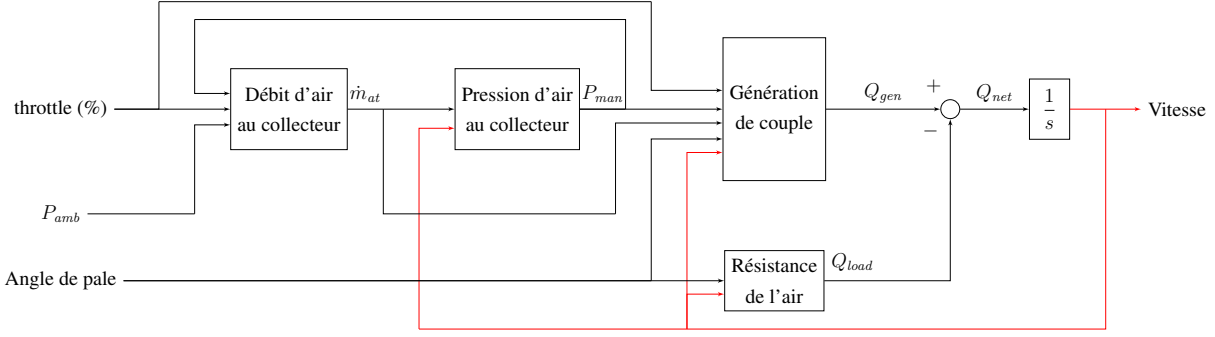 throttle (%)
Débit d'air
au collecteur
ṁ_at
Pression d'air
au collecteur
P_man
Génération
de couple
Q_gen
+
−
Q_net
1
s
Vitesse
P_amb
Angle de pale
Résistance
de l'air
Q_load